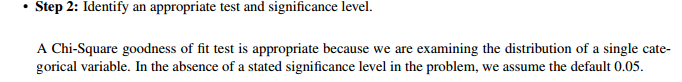 • Step 2: Identify an appropriate test and significance level.
A Chi-Square goodness of fit test is appropriate because we are examining the distribution of a single cate-
gorical variable. In the absence of a stated significance level in the problem, we assume the default 0.05.